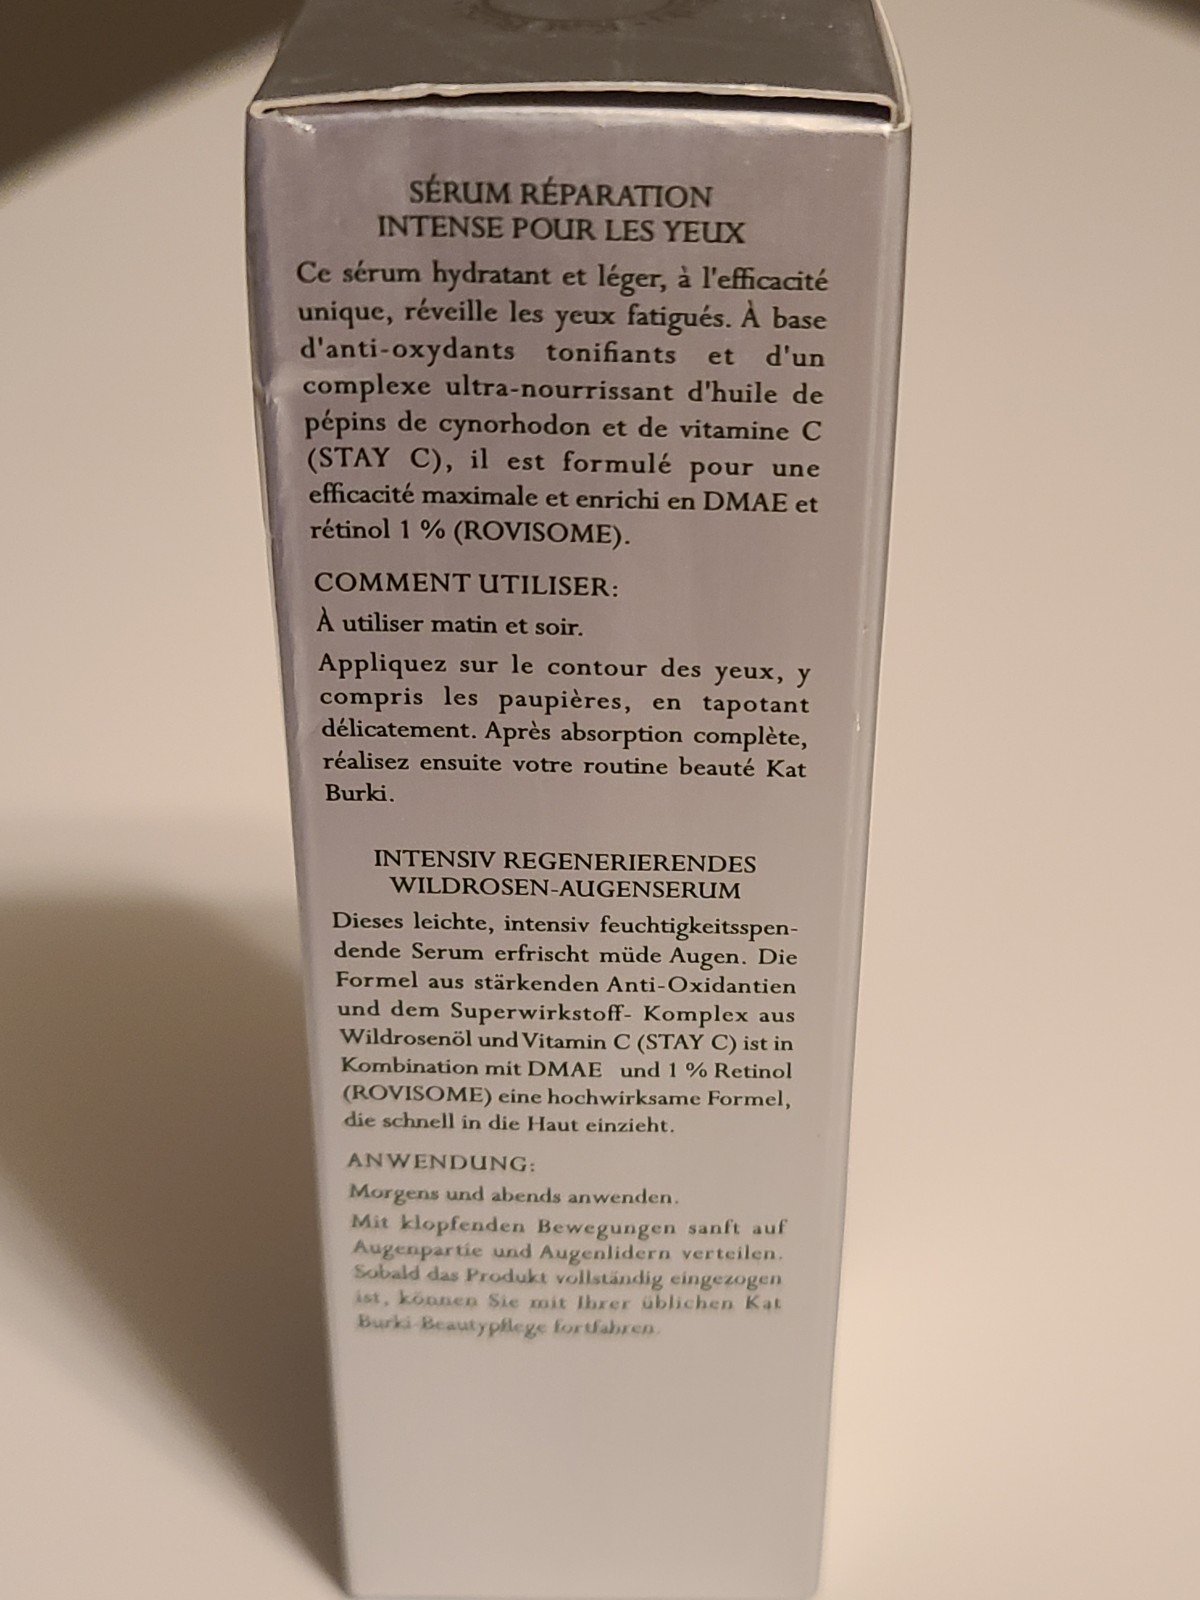 SÉRUM RÉPARATION
INTENSE POUR LES YEUX
Ce sérum hydratant et léger, à l'efficacité
unique, réveille les yeux fatigués. À base
d'anti-oxydants tonifiants et d'un
complexe ultra-nourrissant d'huile de
pépins de cynorhodon et de vitamine C
(STAY C), il est formulé pour une
efficacité maximale et enrichi en DMAE et
rétinol 1 % (ROVISOME).
COMMENT UTILISER:
À utiliser matin et soir.
Appliquez sur le contour des yeux, y
compris les paupières, en tapotant
délicatement. Après absorption complète,
réalisez ensuite votre routine beauté Kat
Burki.
INTENSIV REGENERIERENDES
WILDROSEN-AUGENSERUM
Dieses leichte, intensiv feuchtigkeitsspen-
dende Serum erfrischt müde Augen. Die
Formel aus stärkenden Anti-Oxidantien
und dem Superwirkstoff- Komplex aus
Wildrosenöl und Vitamin C (STAY C) ist in
Kombination mit DMAE und 1 % Retinol
(ROVISOME) eine hochwirksame Formel,
die schnell in die Haut einzieht.
ANWENDUNG:
Morgens und abends anwenden.
Mit klopfenden Bewegungen sanft auf
Augenpartie und Augenlidern verteilen.
Sobald das Produkt vollständig eingezogen
ist, können Sie mit Ihrer üblichen Kat
Burki-Beautypflege fortfahren.